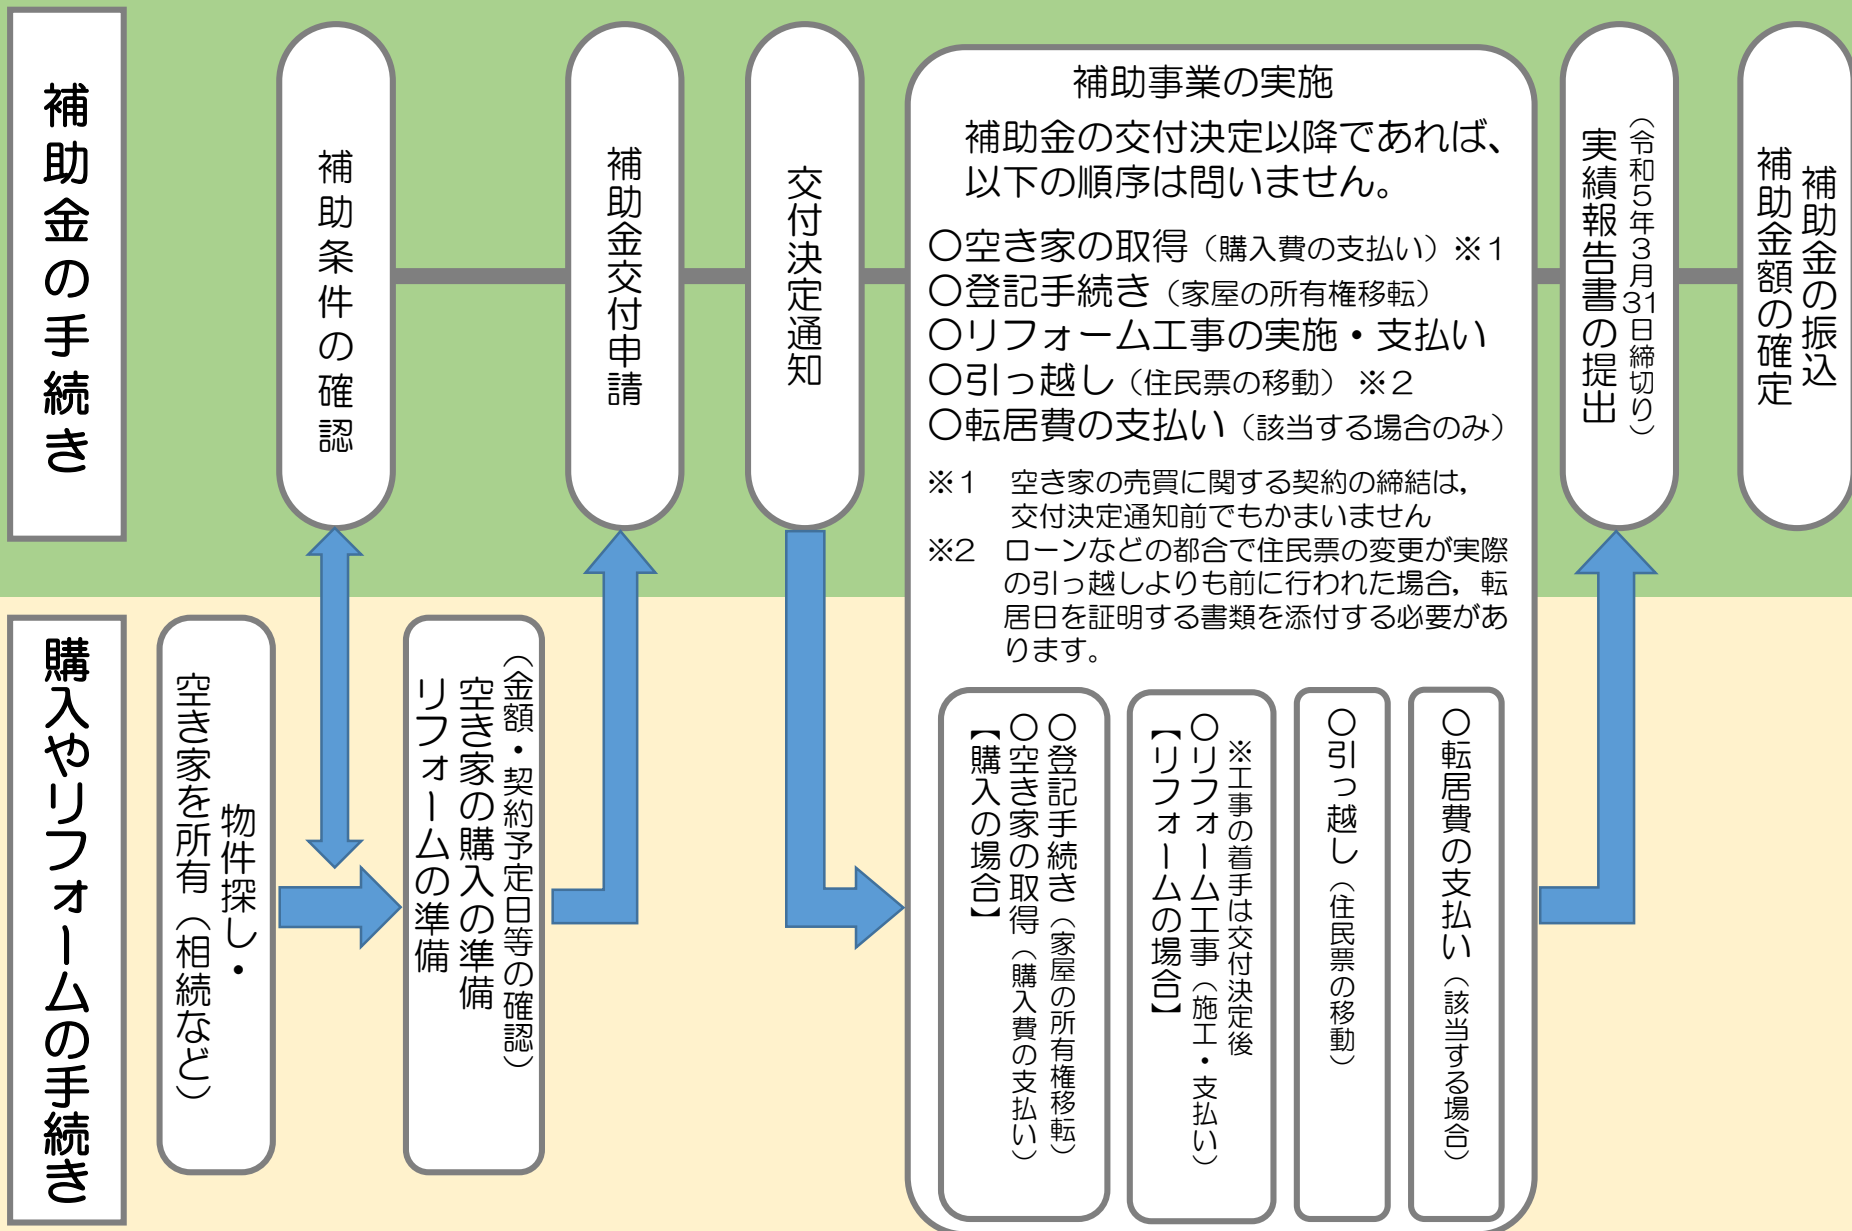 補助金の手続き
補助条件の確認
補助金交付申請
交付決定通知
補助事業の実施
補助金の交付決定以降であれば、
以下の順序は問いません。
〇空き家の取得（購入費の支払い）※１
〇登記手続き（家屋の所有権移転）
〇リフォーム工事の実施・支払い
〇引っ越し（住民票の移動）※２
〇転居費の支払い（該当する場合のみ）
※１　空き家の売買に関する契約の締結は，
交付決定通知前でもかまいません
※2　ローンなどの都合で住民票の変更が実際
の引っ越しよりも前に行われた場合，転
居日を証明する書類を添付する必要があ
ります。
（令和５年３月31日締切り）
実績報告書の提出
補助金の振込
補助金額の確定
購入やリフォームの手続き
物件探し・
空き家を所有（相続など）
（金額・契約予定日等の確認）
空き家の購入の準備
リフォームの準備
〇登記手続き（家屋の所有権移転）
〇空き家の取得（購入費の支払い）
【購入の場合】
※工事の着手は交付決定後
〇リフォーム工事（施工・支払い）
【リフォームの場合】
〇引っ越し（住民票の移動）
〇転居費の支払い（該当する場合）